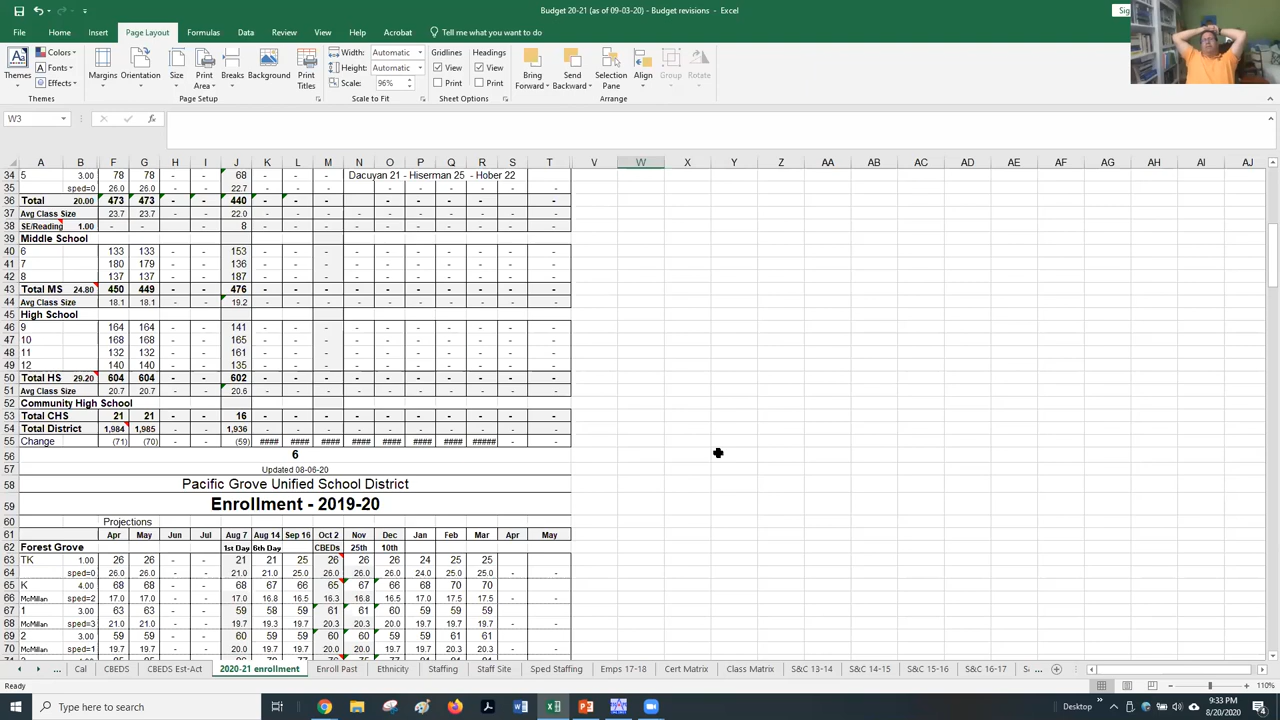 Budget 20-21 (as of 09-03-20) - Budget revisions - Excel
File Home Insert Page Layout Formulas Data Review View Help Acrobat Tell me what you want to do
Themes Colors Fonts Effects Margins Orientation Size Print Area Breaks Background Print Titles Width: Automatic Height: Automatic Scale: 96% Gridlines View Print Headings View Print Bring Forward Send Backward Selection Pane Align Group Rotate
Themes Page Setup Scale to Fit Sheet Options Arrange
W3
A B F G H I J K L M N O P Q R S T V W X Y Z AA AB AC AD AE AF AG AH AI AJ
34 5 3.00 78 78 - - 68 - - - Dacuyan 21 - Hiserman 25 - Hober 22
35 sped=0 26.0 26.0 22.7 - - - - - - - - - -
36 Total 20.00 473 473 - - 440 - - - - - - -
37 Avg Class Size 23.7 23.7 - - 22.0 - - - - - - - - - -
38 SE/Reading 1.00 - - - - 8 - - - - - - - - - -
39 Middle School
40 6 133 133 - - 153 - - - - - - - - - -
41 7 180 179 - - 136 - - - - - - - - - -
42 8 137 137 - - 187 - - - - - - - - - -
43 Total MS 24.80 450 449 - - 476 - - - - - - - - - -
44 Avg Class Size 18.1 18.1 - - 19.2 - - - - - - - - - -
45 High School
46 9 164 164 - - 141 - - - - - - - - - -
47 10 168 168 - - 165 - - - - - - - - - -
48 11 132 132 - - 161 - - - - - - - - - -
49 12 140 140 - - 135 - - - - - - - - - -
50 Total HS 29.20 604 604 - - 602 - - - - - - - - - -
51 Avg Class Size 20.7 20.7 - - 20.6 - - - - - - - - - -
52 Community High School
53 Total CHS 21 21 - - 16 - - - - - - - - - -
54 Total District 1,984 1,985 - - 1,936 - - - - - - - - - -
55 Change (71) (70) - - (59) #### #### #### #### #### #### #### ##### - -
56 6
57 Updated 08-06-20
58 Pacific Grove Unified School District
59 Enrollment - 2019-20
60 Projections
61 Apr May Jun Jul Aug 7 Aug 14 Sep 16 Oct 2 Nov Dec Jan Feb Mar Apr May
62 Forest Grove 1st Day 6th Day CBEDs 25th 10th
63 TK 1.00 26 26 - - 21 21 25 26 26 26 24 25 25
64 sped=0 26.0 26.0 - - 21.0 21.0 25.0 26.0 26.0 26.0 24.0 25.0 25.0 - -
65 K 4.00 68 68 - - 68 67 66 65 67 66 68 70 70
66 McMillan sped=2 17.0 17.0 - - 17.0 16.8 16.5 16.3 16.8 16.5 17.0 17.5 17.5 - -
67 1 3.00 63 63 - - 59 58 59 61 61 60 59 59 59
68 McMillan sped=3 21.0 21.0 - - 19.7 19.3 19.7 20.3 20.3 20.0 19.7 19.7 19.7 - -
69 2 3.00 59 59 - - 60 60 59 60 60 59 59 61 61
70 McMillan sped=1 19.7 19.7 - - 20.0 20.0 19.7 20.0 20.0 19.7 19.7 20.3 20.3 - -
... Cal CBEDS CBEDS Est-Act 2020-21 enrollment Enroll Past Ethnicity Staffing Staff Site Sped Staffing Emps 17-18 Cert Matrix Class Matrix S&C 13-14 S&C 14-15 S&C 15-16 S&C 16-17 ...
Ready 110%
Type here to search Desktop 9:33 PM
8/20/2020